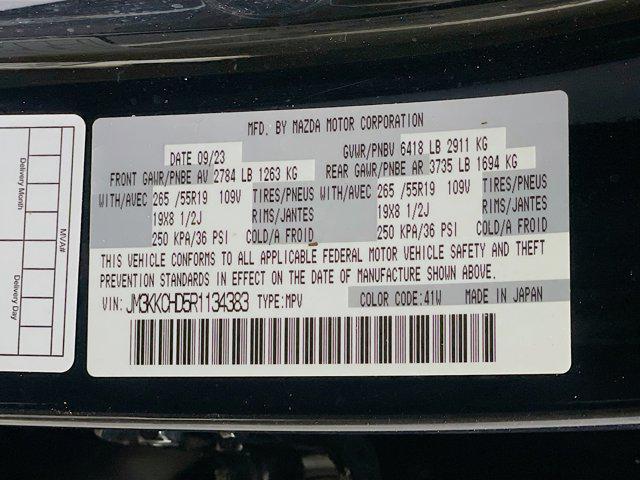 MFD. BY MAZDA MOTOR CORPORATION
DATE 09/23 GVWR/PNBV 6418 LB 2911 KG
FRONT GAWR/PNBE AV 2784 LB 1263 KG REAR GAWR/PNBE AR 3735 LB 1694 KG
WITH/AVEC 265 /55R19 109V TIRES/PNEUS WITH/AVEC 265 /55R19 109V TIRES/PNEUS
19X8 1/2J RIMS/JANTES 19X8 1/2J RIMS/JANTES
250 KPA/36 PSI COLD/A FROID 250 KPA/36 PSI COLD/A FROID
THIS VEHICLE CONFORMS TO ALL APPLICABLE FEDERAL MOTOR VEHICLE SAFETY AND THEFT
PREVENTION STANDARDS IN EFFECT ON THE DATE OF MANUFACTURE SHOWN ABOVE.
VIN: JM3KKCHD5R1134383 TYPE:MPV COLOR CODE:41W MADE IN JAPAN
Delivery Month
Delivery Day
MVA#